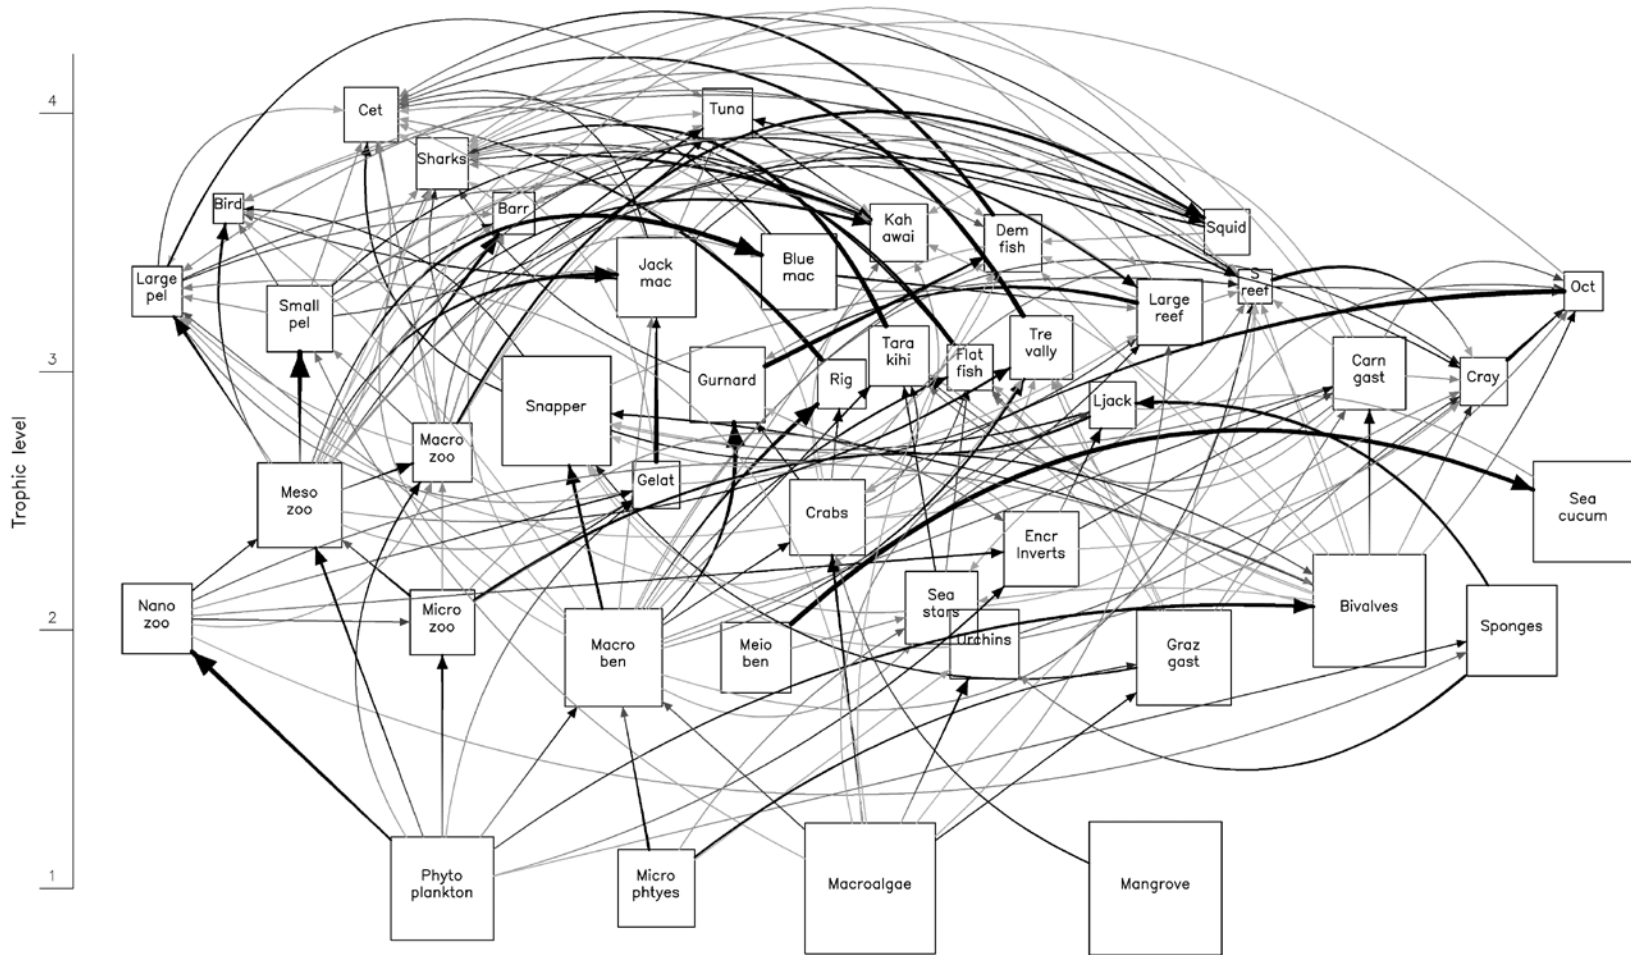 4
Cet
Tuna
Sharks
Bird
Barr
Kah
awai
Dem
fish
Squid
Large
pel
Small
pel
Jack
mac
Blue
mac
Large
reef
S
reef
Oct
3
Snapper
Gurnard
Rig
Tara
kihi
Flat
fish
Tre
vally
Ljack
Carn
gast
Cray
Trophic level
Macro
zoo
Meso
zoo
Gelat
Crabs
Encr
Inverts
Sea
cucum
2
Nano
zoo
Micro
zoo
Macro
ben
Meio
ben
Sea
stars
Urchins
Graz
gast
Bivalves
Sponges
1
Phyto
plankton
Micro
phtyes
Macroalgae
Mangrove